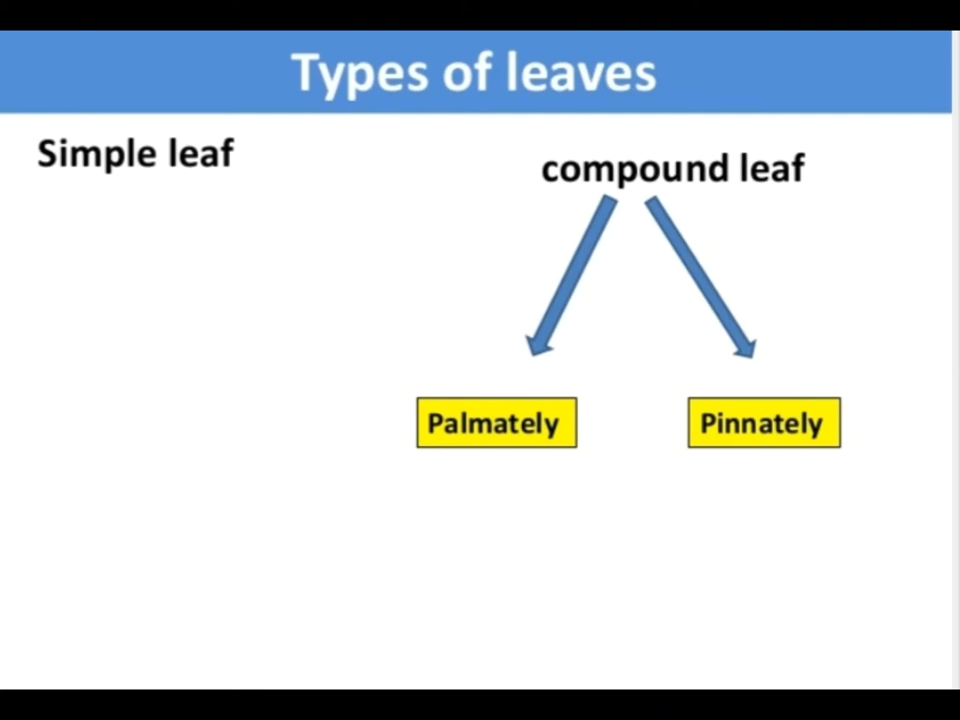 Types of leaves
Simple leaf
compound leaf
Palmately
Pinnately